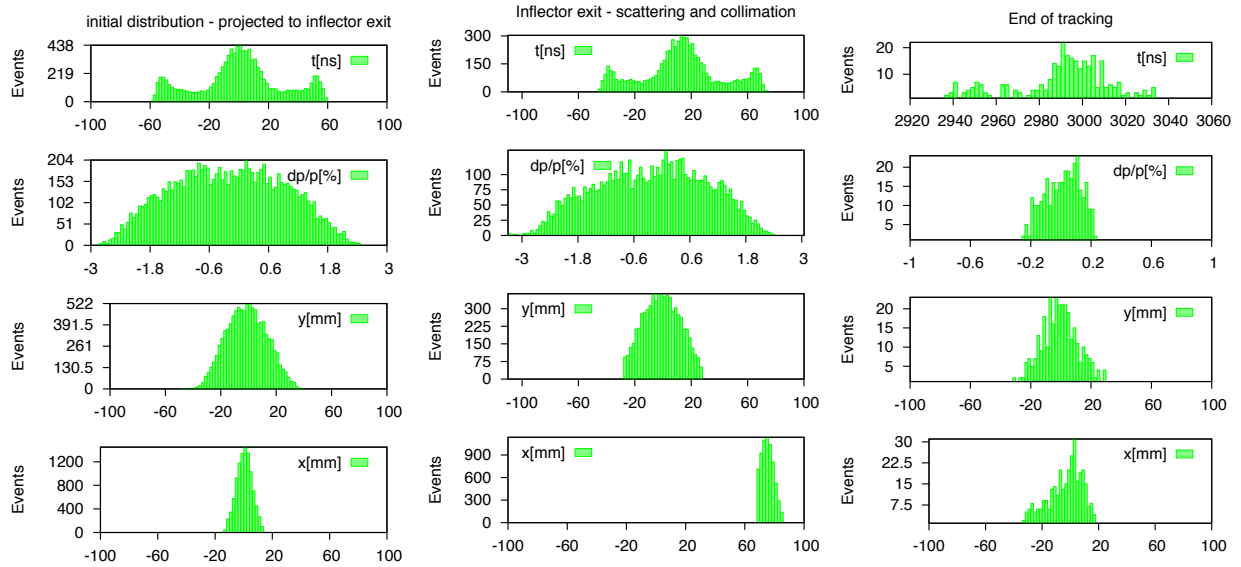 initial distribution - projected to inflector exit
Events
438
219
0
t[ns]
-100 -60 -20 20 60 100
Events
204
153
102
51
0
dp/p[%]
-3 -1.8 -0.6 0.6 1.8 3
Events
522
391.5
261
130.5
0
y[mm]
-100 -60 -20 20 60 100
Events
1200
800
400
0
x[mm]
-100 -60 -20 20 60 100
Inflector exit - scattering and collimation
Events
300
150
0
t[ns]
-100 -60 -20 20 60 100
Events
100
75
50
25
0
dp/p[%]
-3 -1.8 -0.6 0.6 1.8 3
Events
300
225
150
75
0
y[mm]
-100 -60 -20 20 60 100
Events
900
600
300
0
x[mm]
-100 -60 -20 20 60 100
End of tracking
Events
20
10
t[ns]
2920 2940 2960 2980 3000 3020 3040 3060
Events
20
15
10
5
dp/p[%]
-1 -0.6 -0.2 0.2 0.6 1
Events
20
15
10
5
y[mm]
-100 -60 -20 20 60 100
Events
30
22.5
15
7.5
x[mm]
-100 -60 -20 20 60 100